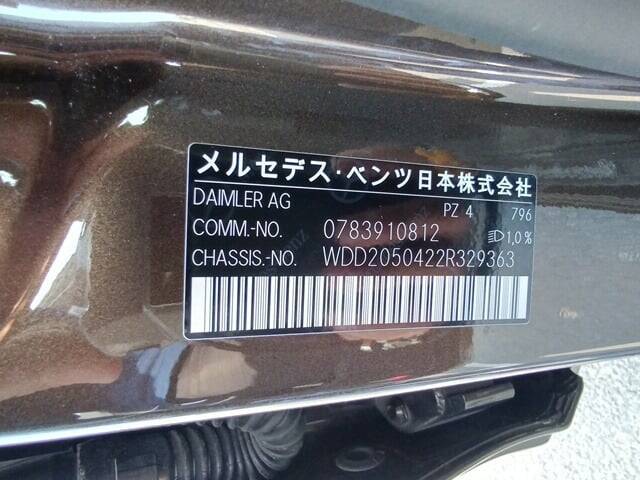 メルセデス・ベンツ日本株式会社
DAIMLER AG PZ 4 796
COMM.-NO. 0783910812 1,0%
CHASSIS.-NO. WDD2050422R329363